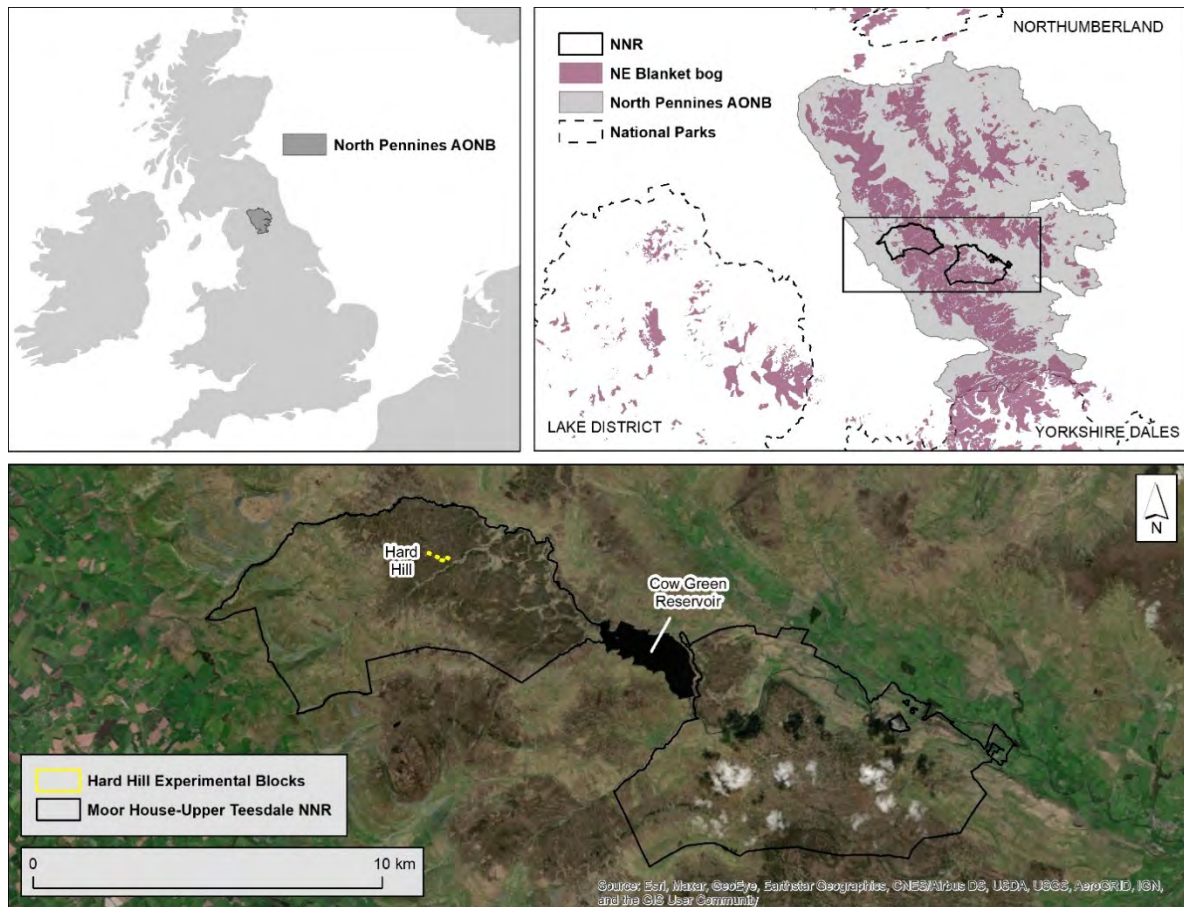 North Pennines AONB
NNR
NE Blanket bog
North Pennines AONB
National Parks
NORTHUMBERLAND
LAKE DISTRICT
YORKSHIRE DALES
Hard
Hill
Cow Green
Reservoir
N
Hard Hill Experimental Blocks
Moor House-Upper Teesdale NNR
0
10 km
Source: Esri, Maxar, GeoEye, Earthstar Geographics, CNES/Airbus DS, USDA, USGS, AeroGRID, IGN,
and the GIS User Community